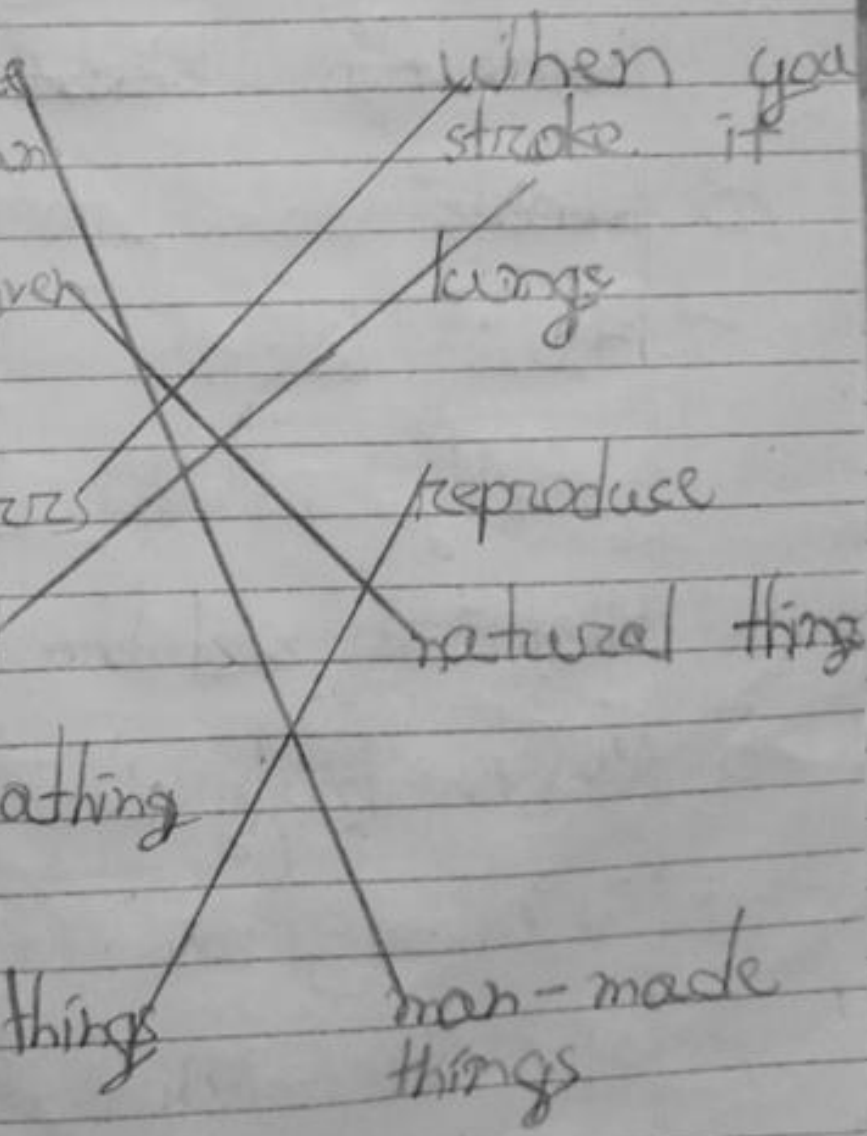 When you
stroke it
lungs
reproduce
natural thing
athing
things
man-made
things